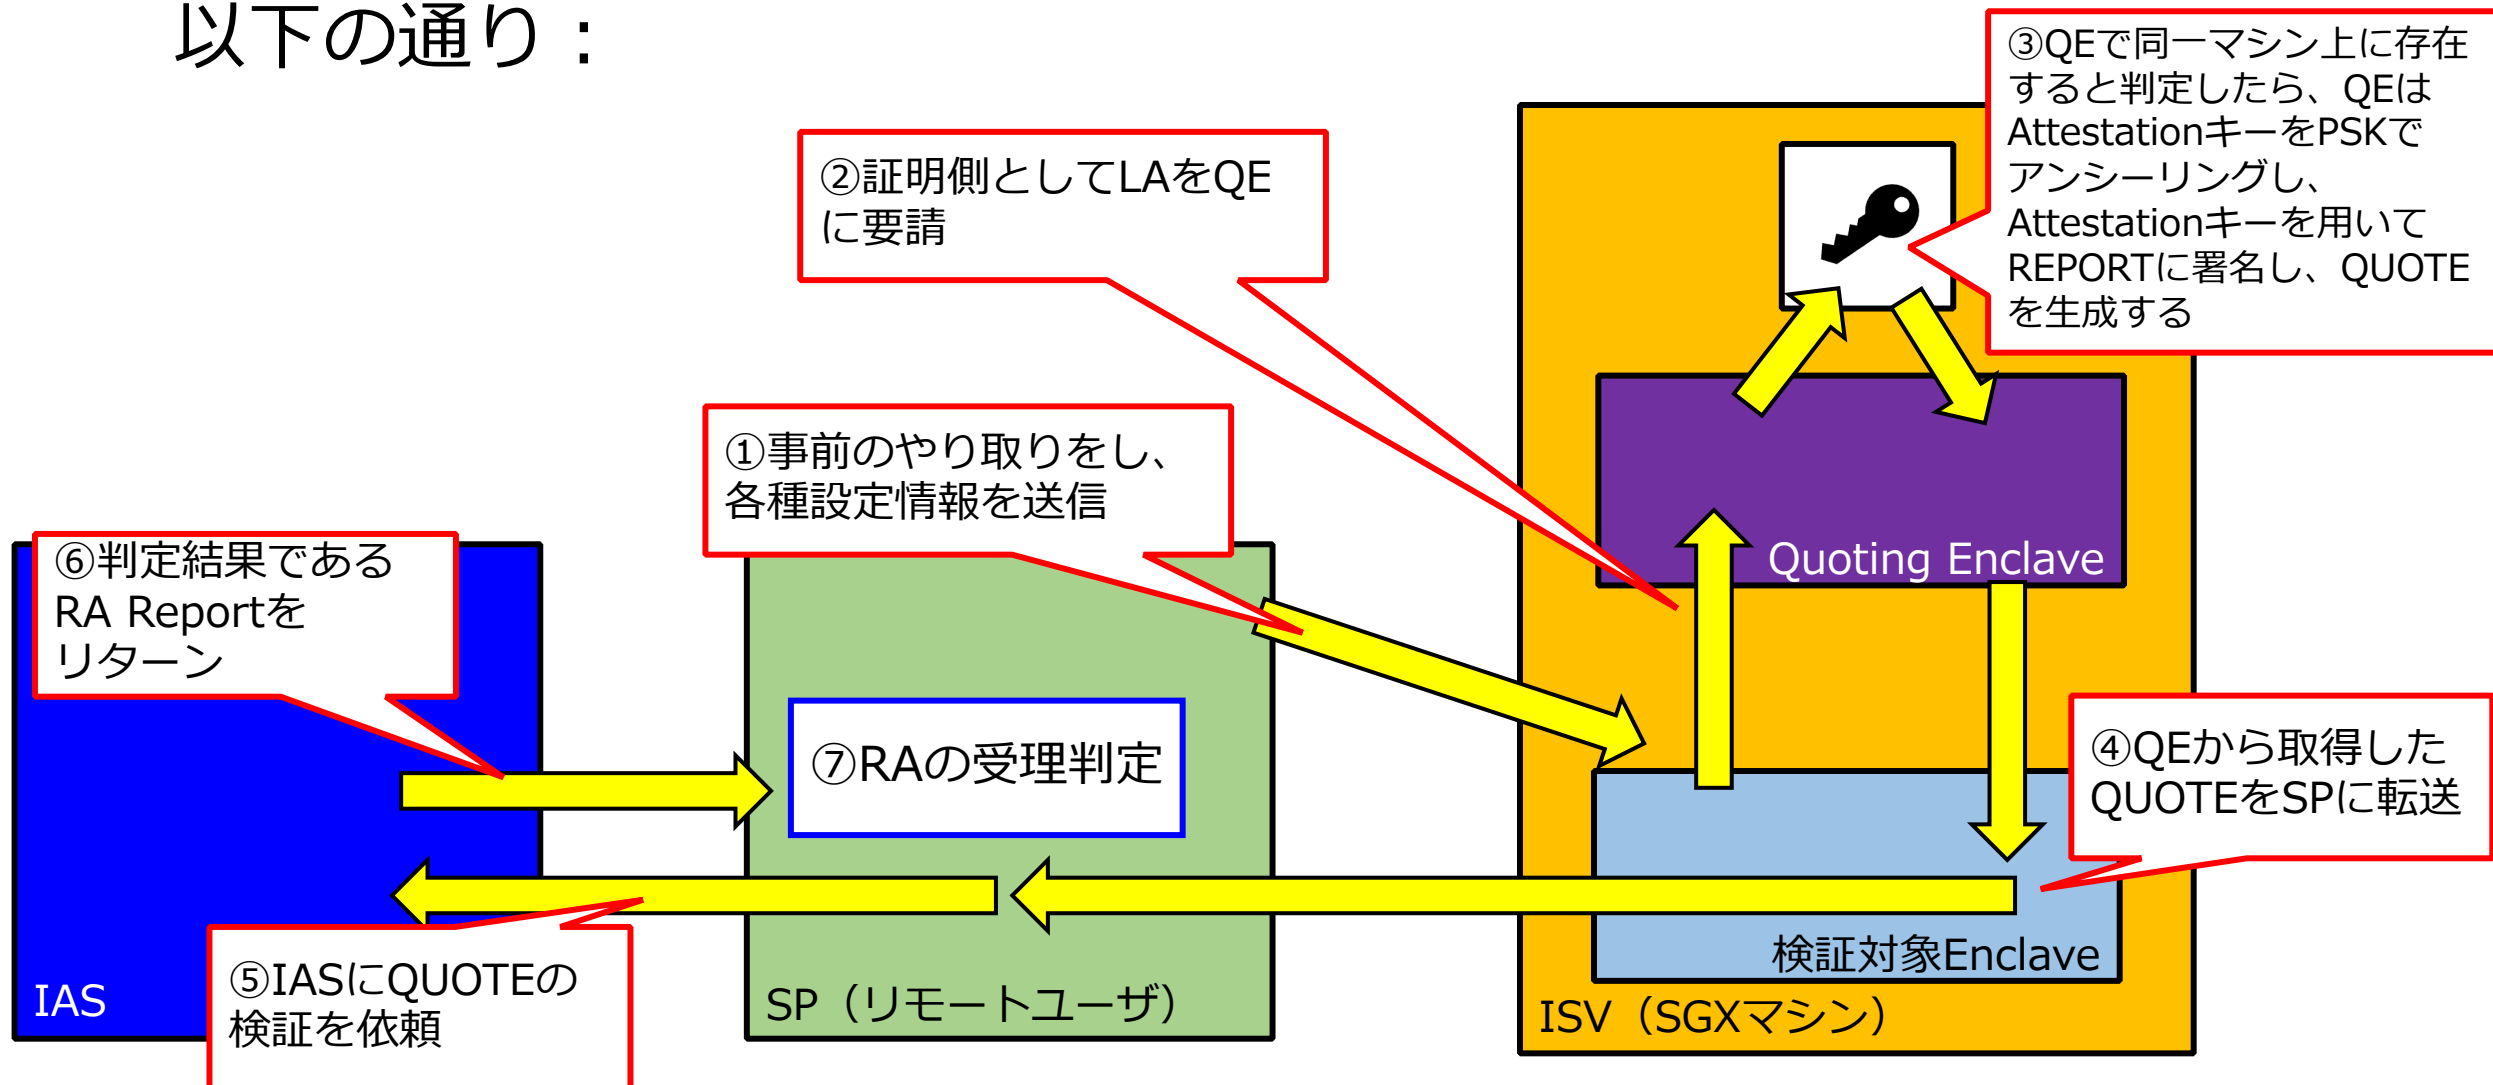 以下の通り：
③QEで同一マシン上に存在
すると判定したら、QEは
AttestationキーをPSKで
アンシーリングし、
Attestationキーを用いて
REPORTに署名し、QUOTE
を生成する
②証明側としてLAをQE
に要請
①事前のやり取りをし、
各種設定情報を送信
⑥判定結果である
RA Reportを
リターン
Quoting Enclave
⑦RAの受理判定
④QEから取得した
QUOTEをSPに転送
検証対象Enclave
⑤IASにQUOTEの
検証を依頼
IAS
SP（リモートユーザ）
ISV（SGXマシン）